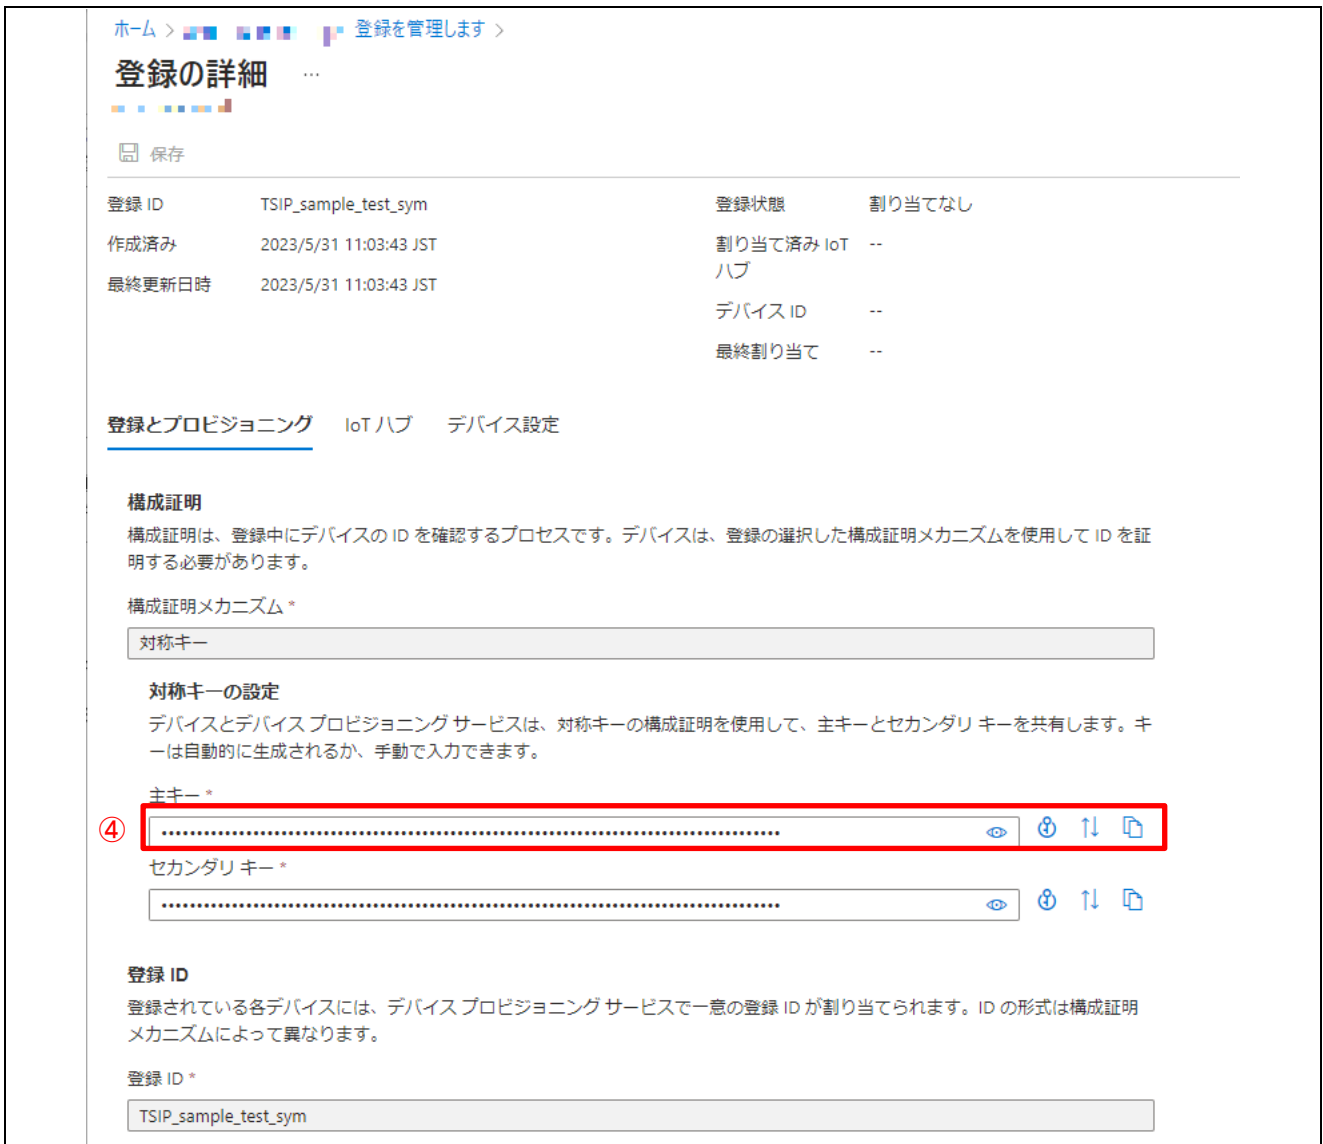 ホーム > 登録を管理します >
登録の詳細 …
保存
登録 ID TSIP_sample_test_sym
作成済み 2023/5/31 11:03:43 JST
最終更新日時 2023/5/31 11:03:43 JST
登録状態 割り当てなし
割り当て済み IoT --
ハブ
デバイス ID --
最終割り当て --
登録とプロビジョニング IoT ハブ デバイス設定
構成証明
構成証明は、登録中にデバイスの ID を確認するプロセスです。デバイスは、登録の選択した構成証明メカニズムを使用して ID を証
明する必要があります。
構成証明メカニズム *
対称キー
対称キーの設定
デバイスとデバイス プロビジョニング サービスは、対称キーの構成証明を使用して、主キーとセカンダリ キーを共有します。キ
ーは自動的に生成されるか、手動で入力できます。
主キー *
④
セカンダリ キー *
登録 ID
登録されている各デバイスには、デバイス プロビジョニング サービスで一意の登録 ID が割り当てられます。ID の形式は構成証明
メカニズムによって異なります。
登録 ID *
TSIP_sample_test_sym